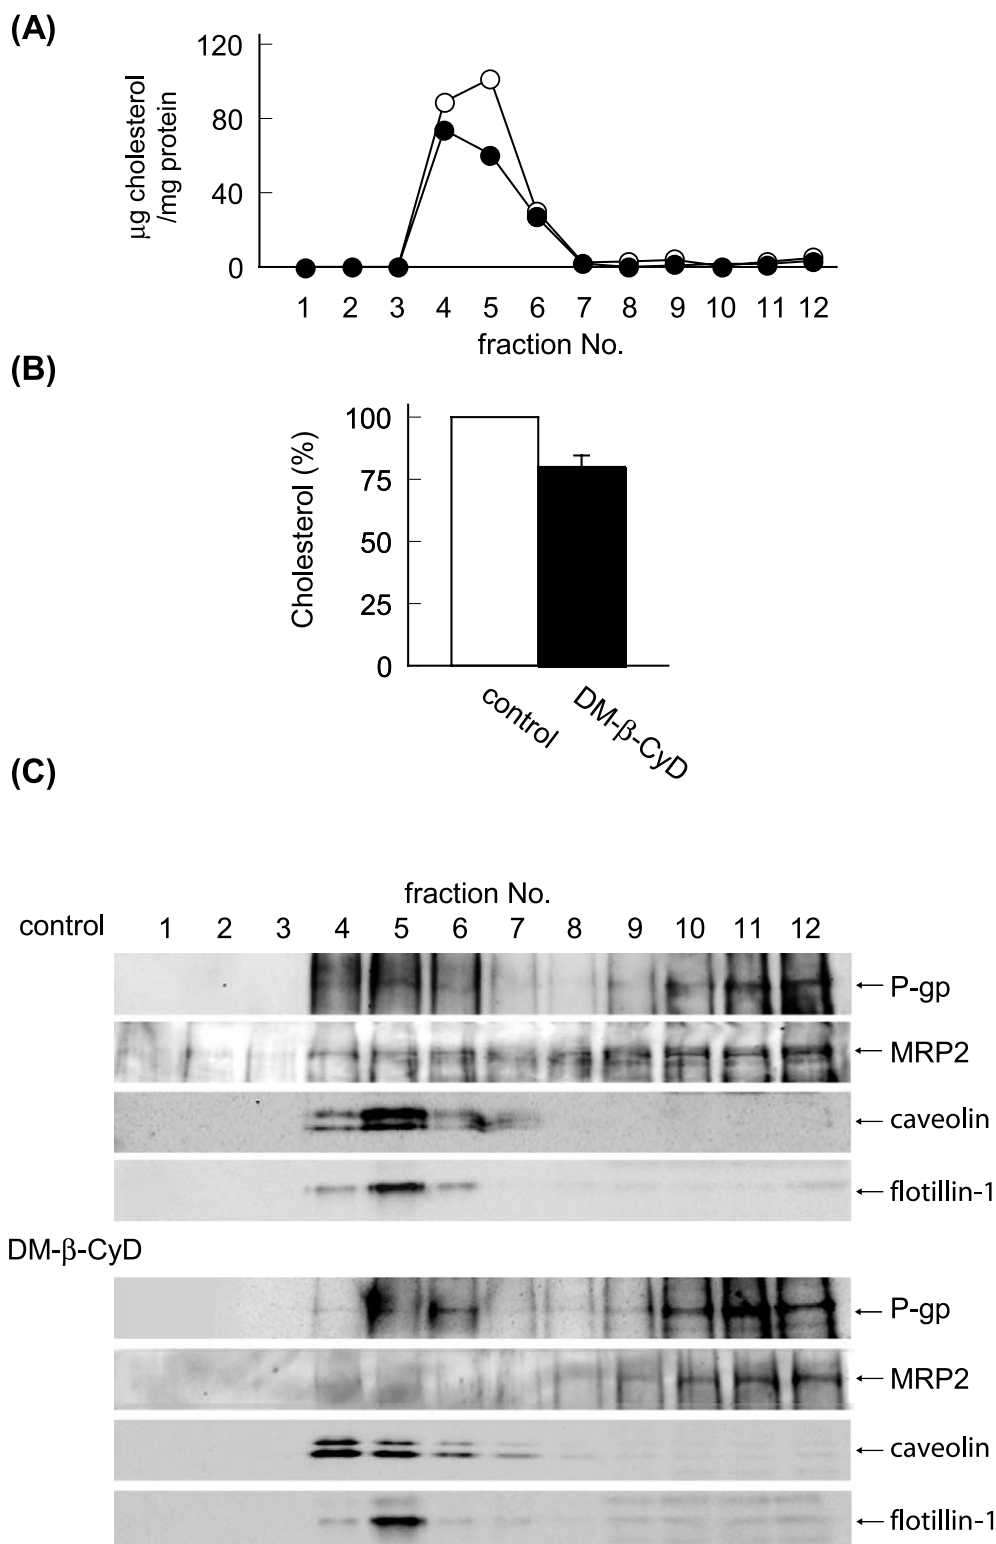 (A)
120
80
40
0
µg cholesterol
/mg protein
1 2 3 4 5 6 7 8 9 10 11 12
fraction No.
(B)
100
75
50
25
0
Cholesterol (%)
control
DM-β-CyD
(C)
fraction No.
control 1 2 3 4 5 6 7 8 9 10 11 12
P-gp
MRP2
caveolin
flotillin-1
DM-β-CyD
P-gp
MRP2
caveolin
flotillin-1